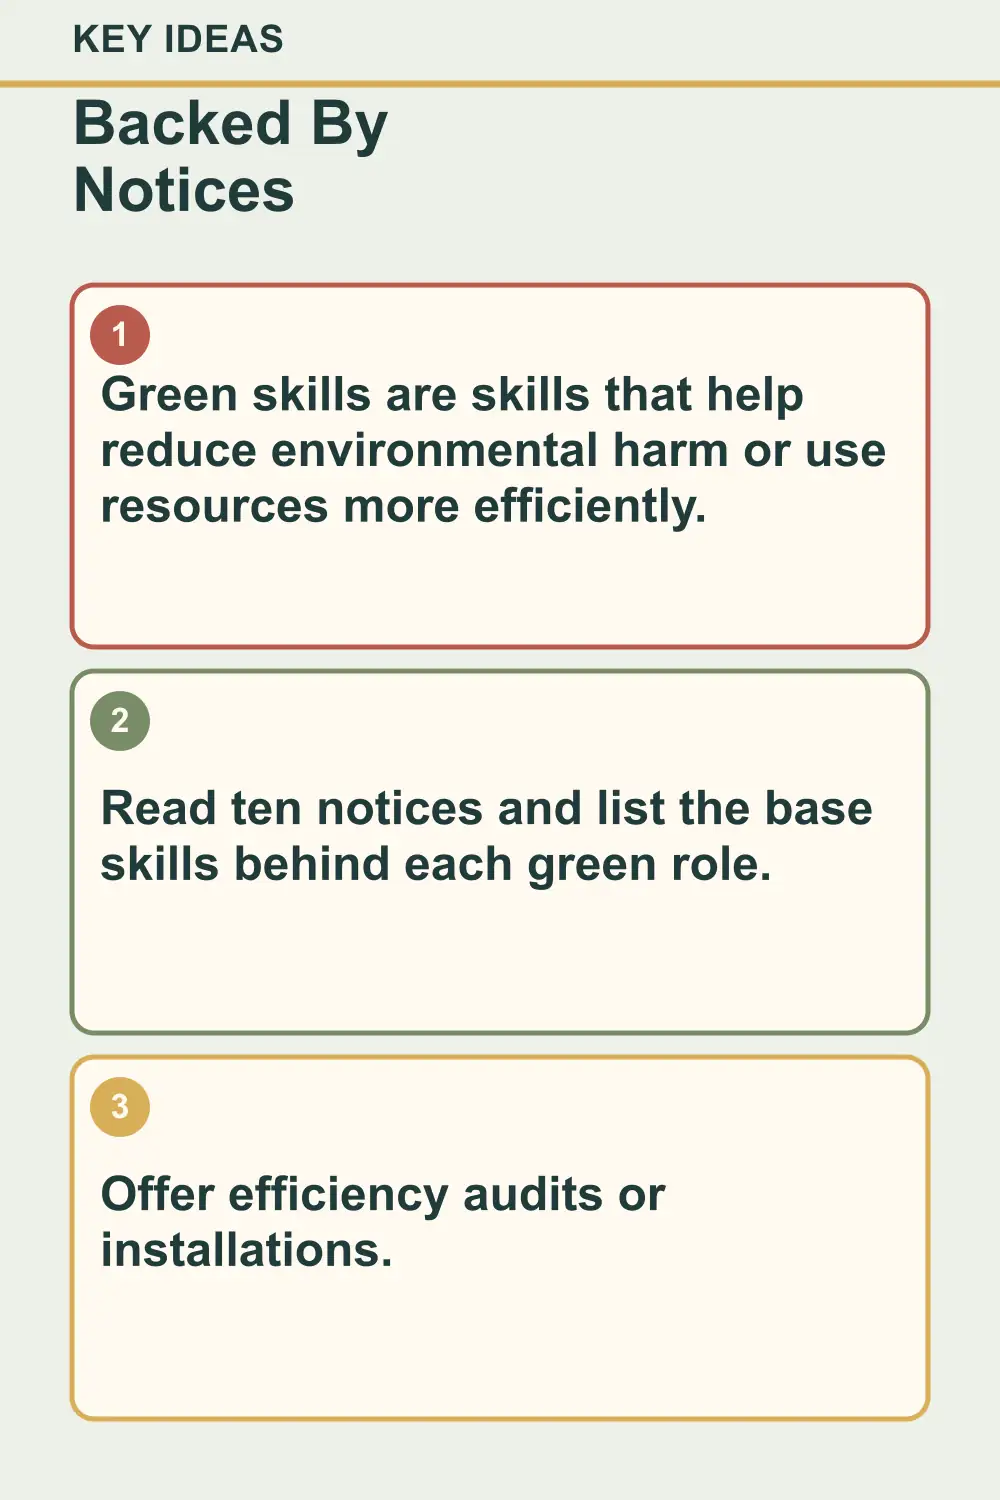 KEY IDEAS
Backed By
Notices
1
Green skills are skills that help
reduce environmental harm or use
resources more efficiently.
2
Read ten notices and list the base
skills behind each green role.
3
Offer efficiency audits or
installations.